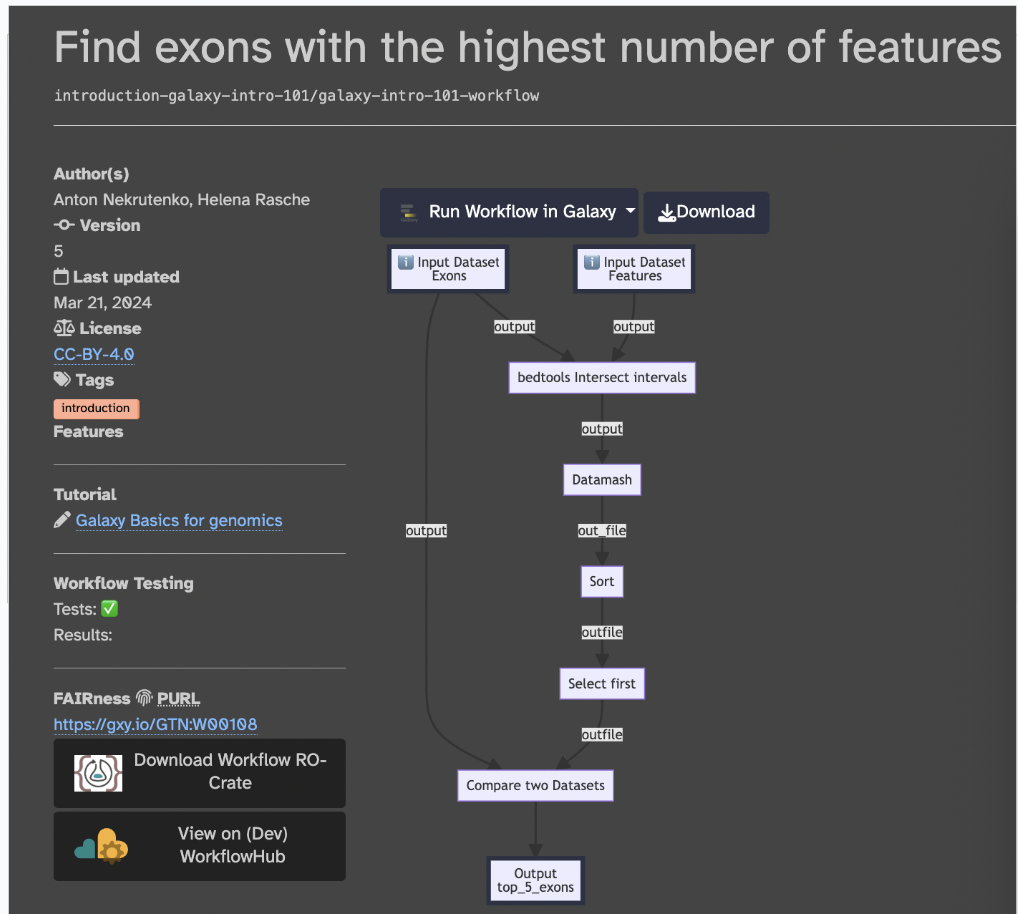 Find exons with the highest number of features
introduction-galaxy-intro-101/galaxy-intro-101-workflow
Author(s)
Anton Nekrutenko, Helena Rasche
Version
5
Last updated
Mar 21, 2024
License
CC-BY-4.0
Tags
introduction
Features
Tutorial
Galaxy Basics for genomics
Workflow Testing
Tests: ✅
Results:
FAIRness PURL
https://gxy.io/GTN:W00108
Download Workflow RO-
Crate
View on (Dev)
WorkflowHub
Run Workflow in Galaxy
Download
Input Dataset
Exons
Input Dataset
Features
output
output
bedtools Intersect intervals
output
Datamash
output
out_file
Sort
outfile
Select first
outfile
Compare two Datasets
Output
top_5_exons